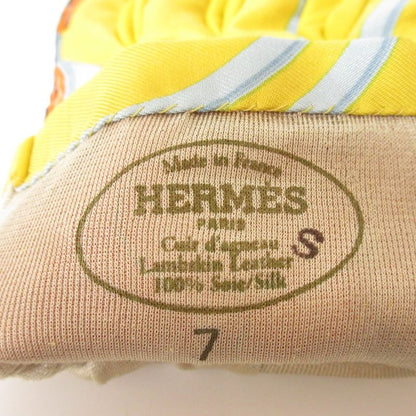 Made in France
HERMES
PARIS
Cuir d'agneau
Lambskin Leather
100% Soie/Silk
S
7